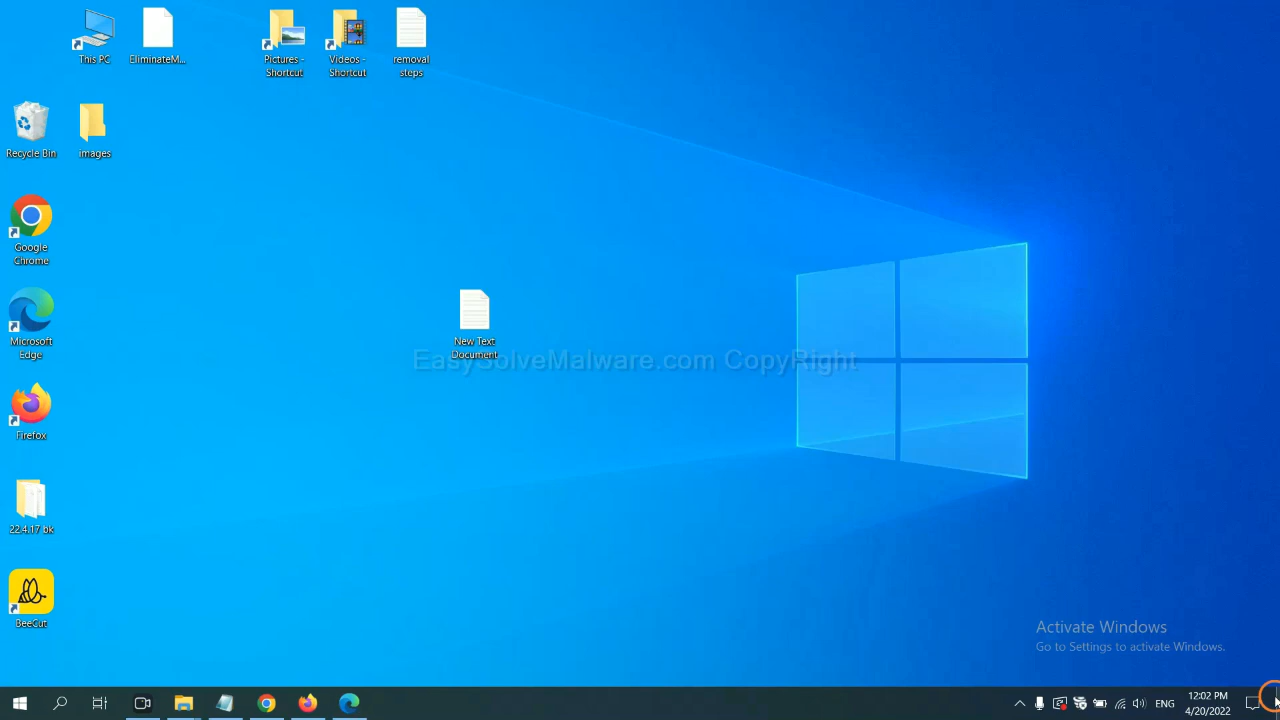 This PC
EliminateM...
Pictures -
Shortcut
Videos -
Shortcut
removal
steps
Recycle Bin
images
Google
Chrome
Microsoft
Edge
New Text
Document
EasySolveMalware.com CopyRight
Firefox
22.4.17 bk
BeeCut
Activate Windows
Go to Settings to activate Windows.
ENG
12:02 PM
4/20/2022